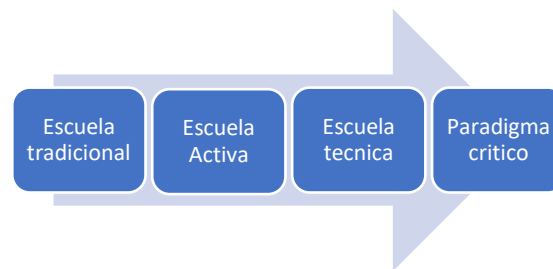 Escuela
tradicional
Escuela
Activa
Escuela
tecnica
Paradigma
critico